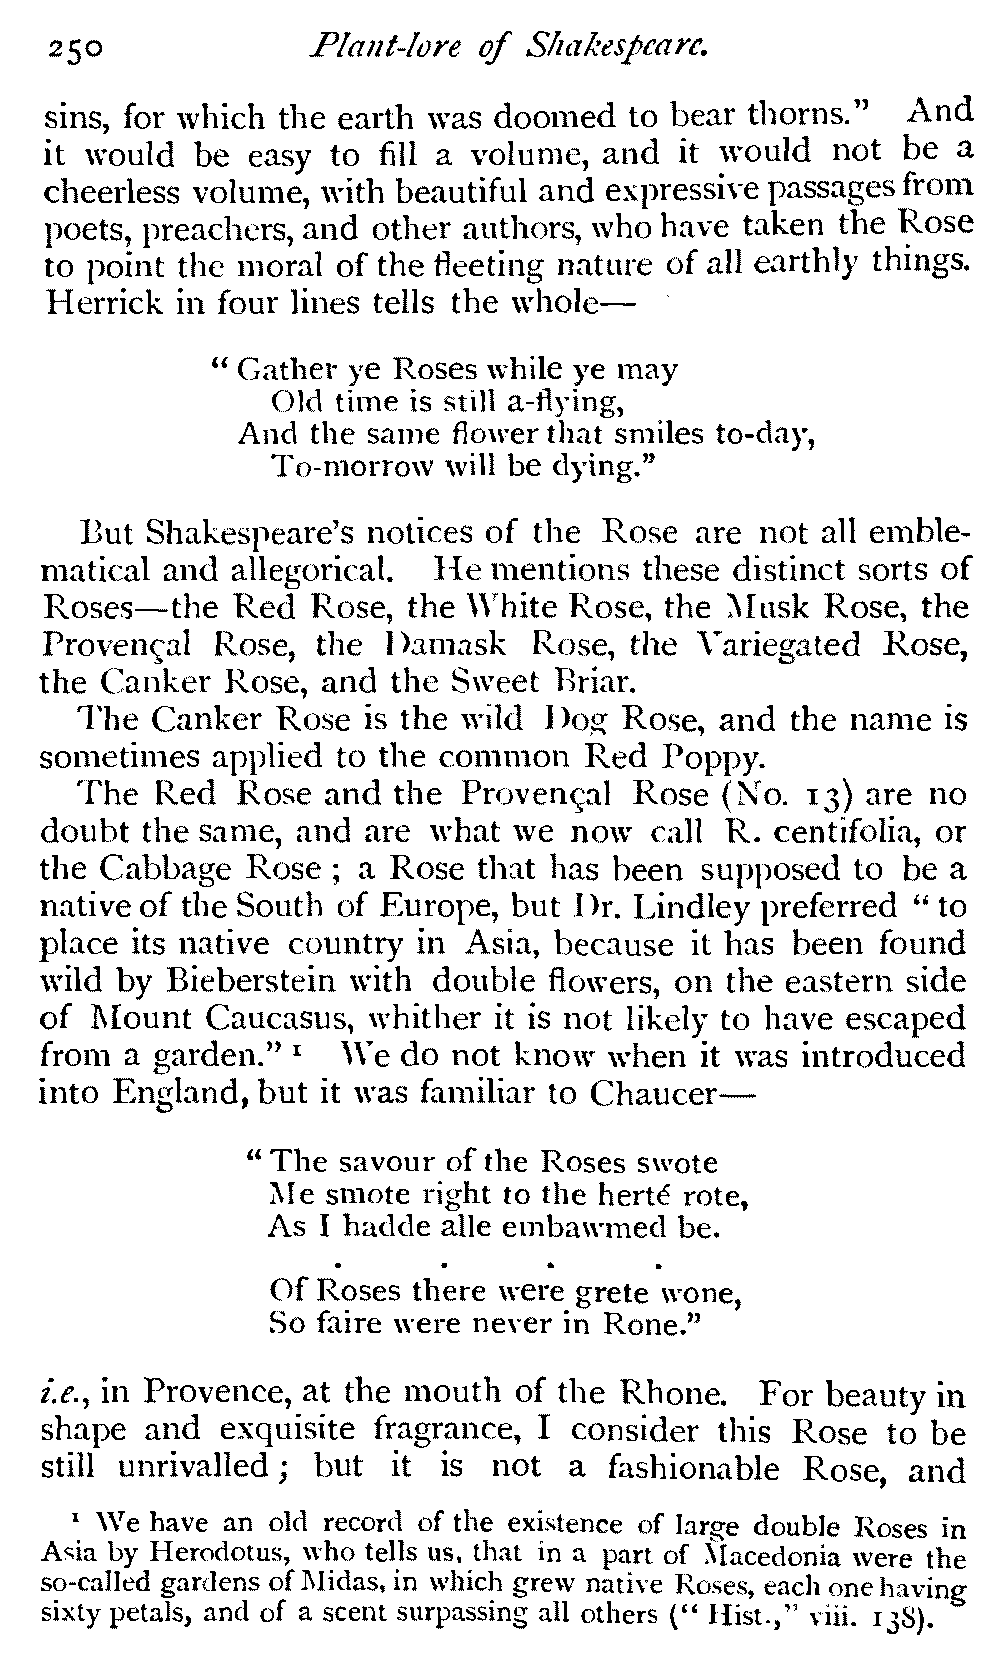 250 Plant-lore of Shakespeare.
sins, for which the earth was doomed to bear thorns.” And
it would be easy to fill a volume, and it would not be a
cheerless volume, with beautiful and expressive passages from
poets, preachers, and other authors, who have taken the Rose
to point the moral of the fleeting nature of all earthly things.
Herrick in four lines tells the whole—
“ Gather ye Roses while ye may
Old time is still a-flying,
And the same flower that smiles to-day,
To-morrow will be dying.”
But Shakespeare’s notices of the Rose are not all emble-
matical and allegorical. He mentions these distinct sorts of
Roses—the Red Rose, the White Rose, the Musk Rose, the
Provençal Rose, the Damask Rose, the Variegated Rose,
the Canker Rose, and the Sweet Briar.
The Canker Rose is the wild Dog Rose, and the name is
sometimes applied to the common Red Poppy.
The Red Rose and the Provençal Rose (No. 13) are no
doubt the same, and are what we now call R. centifolia, or
the Cabbage Rose ; a Rose that has been supposed to be a
native of the South of Europe, but Dr. Lindley preferred “ to
place its native country in Asia, because it has been found
wild by Bieberstein with double flowers, on the eastern side
of Mount Caucasus, whither it is not likely to have escaped
from a garden.” ¹ We do not know when it was introduced
into England, but it was familiar to Chaucer—
“ The savour of the Roses swote
Me smote right to the herté rote,
As I hadde alle embawmed be.
. . . .
Of Roses there were grete wone,
So faire were never in Rone.”
i.e., in Provence, at the mouth of the Rhone. For beauty in
shape and exquisite fragrance, I consider this Rose to be
still unrivalled ; but it is not a fashionable Rose, and
¹ We have an old record of the existence of large double Roses in
Asia by Herodotus, who tells us, that in a part of Macedonia were the
so-called gardens of Midas, in which grew native Roses, each one having
sixty petals, and of a scent surpassing all others (“ Hist.,” viii. 138).